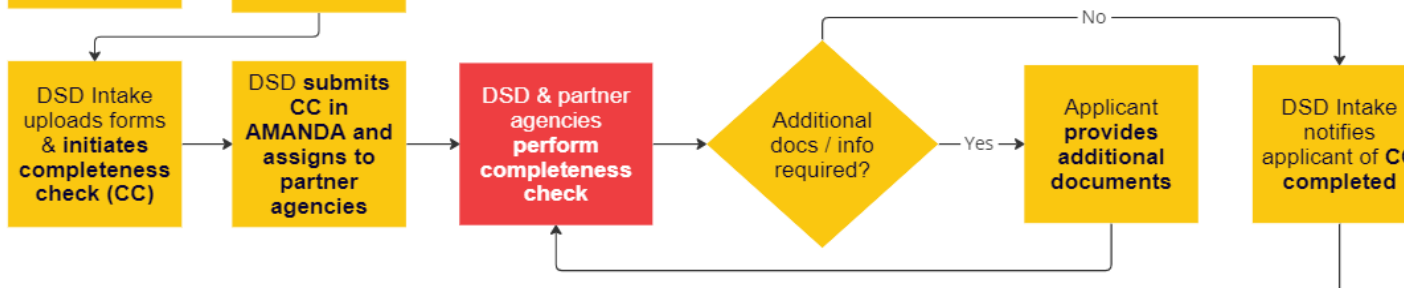 No
DSD Intake
uploads forms
& initiates
completeness
check (CC)
DSD submits
CC in
AMANDA and
assigns to
partner
agencies
DSD & partner
agencies
perform
completeness
check
Additional
docs / info
required?
Yes
Applicant
provides
additional
documents
DSD Intake
notifies
applicant of
completed